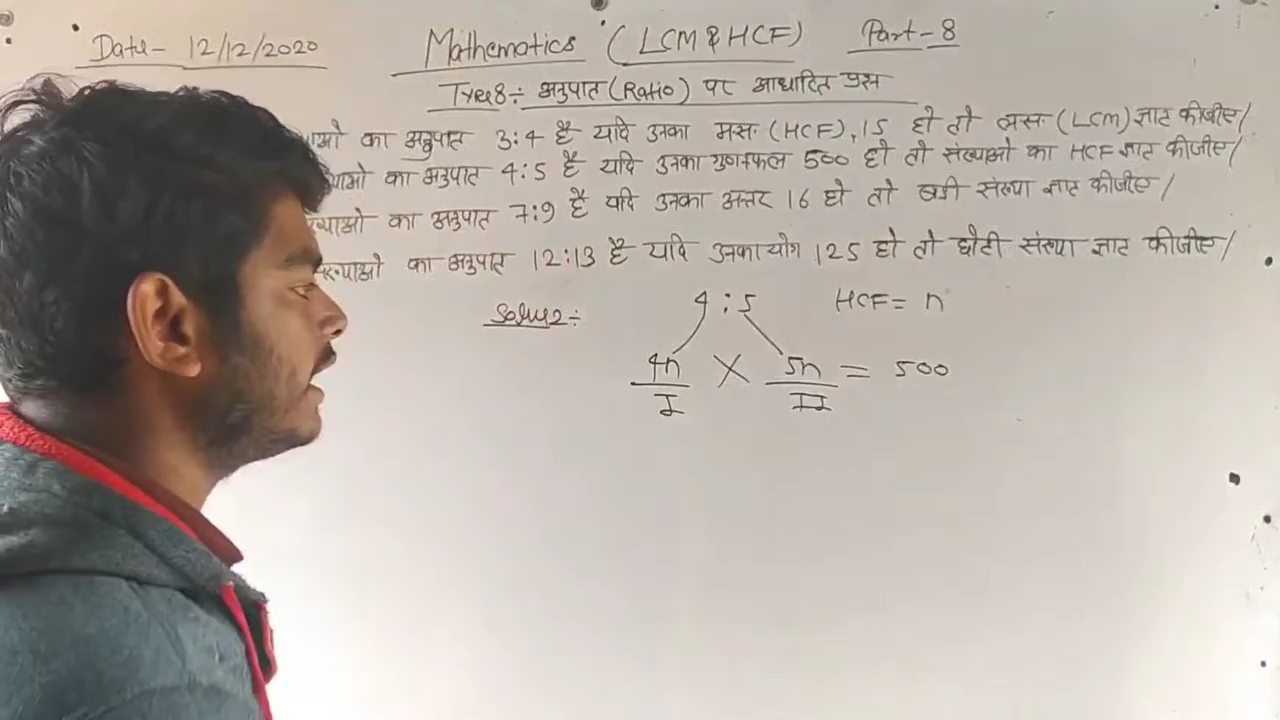 Date- 12/12/2020 Mathematics (LCM & HCF) Part-8
Type8÷ अनुपात (Ratio) पर आधारित प्रश्न
ओ का अनुपात 3:4 है यदि उनका मस॰ (HCF), 15 हो तो लस॰ (LCM) ज्ञात कीजीए/
ओ का अनुपात 4:5 है यदि उनका गुणनफल 500 हो तो संख्याओ का HCF ज्ञात कीजीए/
ओ का अनुपात 7:9 है यदि उनका अन्तर 16 हो तो बडी संख्या ज्ञात कीजीए/
ओ का अनुपात 12:13 है यदि उनका योग 125 हो तो छोटी संख्या ज्ञात कीजीए/
4:5 HCF = n
4n × 5n = 500
I II